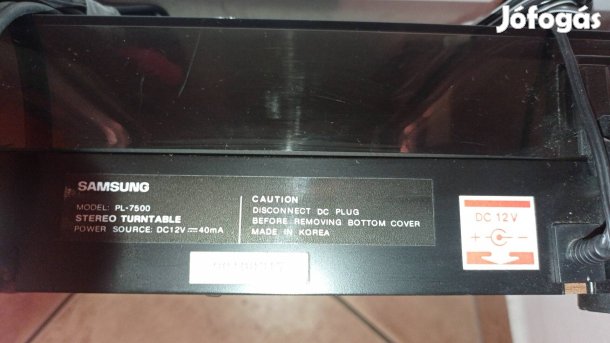 Jófogás
SAMSUNG
MODEL: PL-7500
STEREO TURNTABLE
POWER SOURCE: DC12V⎓40mA
CAUTION
DISCONNECT DC PLUG
BEFORE REMOVING BOTTOM COVER
MADE IN KOREA
DC 12V
+ −